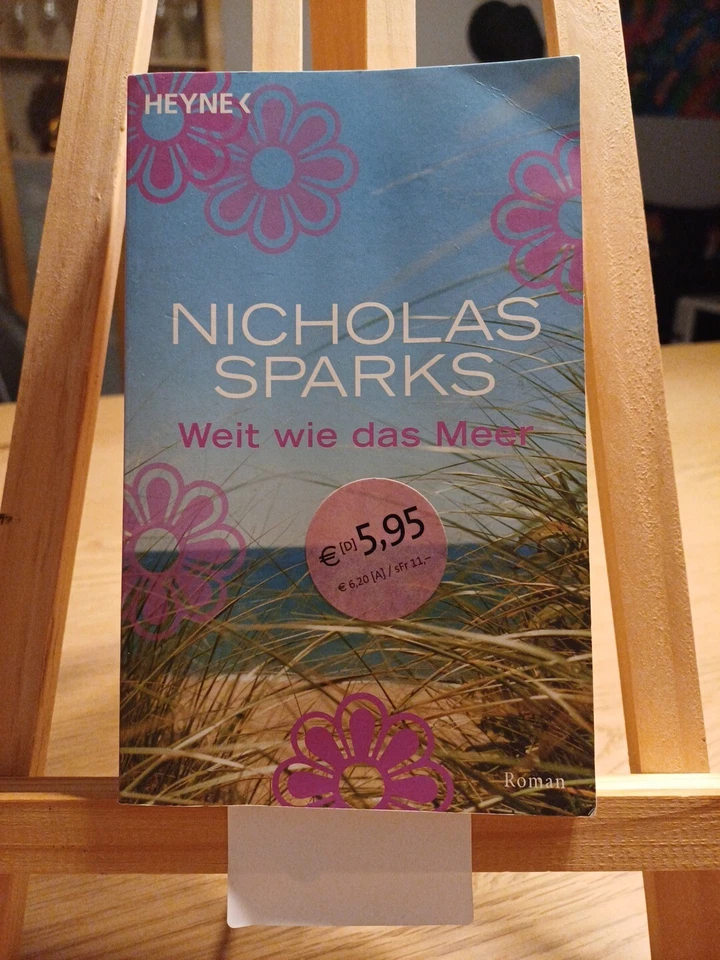 HEYNE<
NICHOLAS
SPARKS
Weit wie das Meer
€ [D] 5,95
€ 6,20 [A] / sFr 11,–
Roman